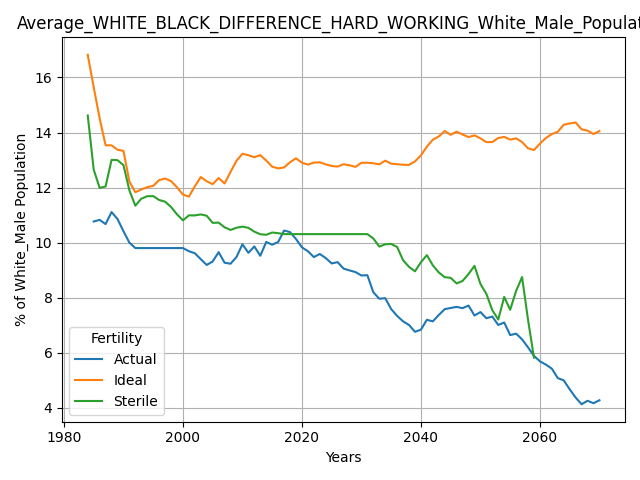 Average_WHITE_BLACK_DIFFERENCE_HARD_WORKING_White_Male_Populat
% of White_Male Population
16
14
12
10
8
6
4
Fertility
Actual
Ideal
Sterile
1980 2000 2020 2040 2060
Years